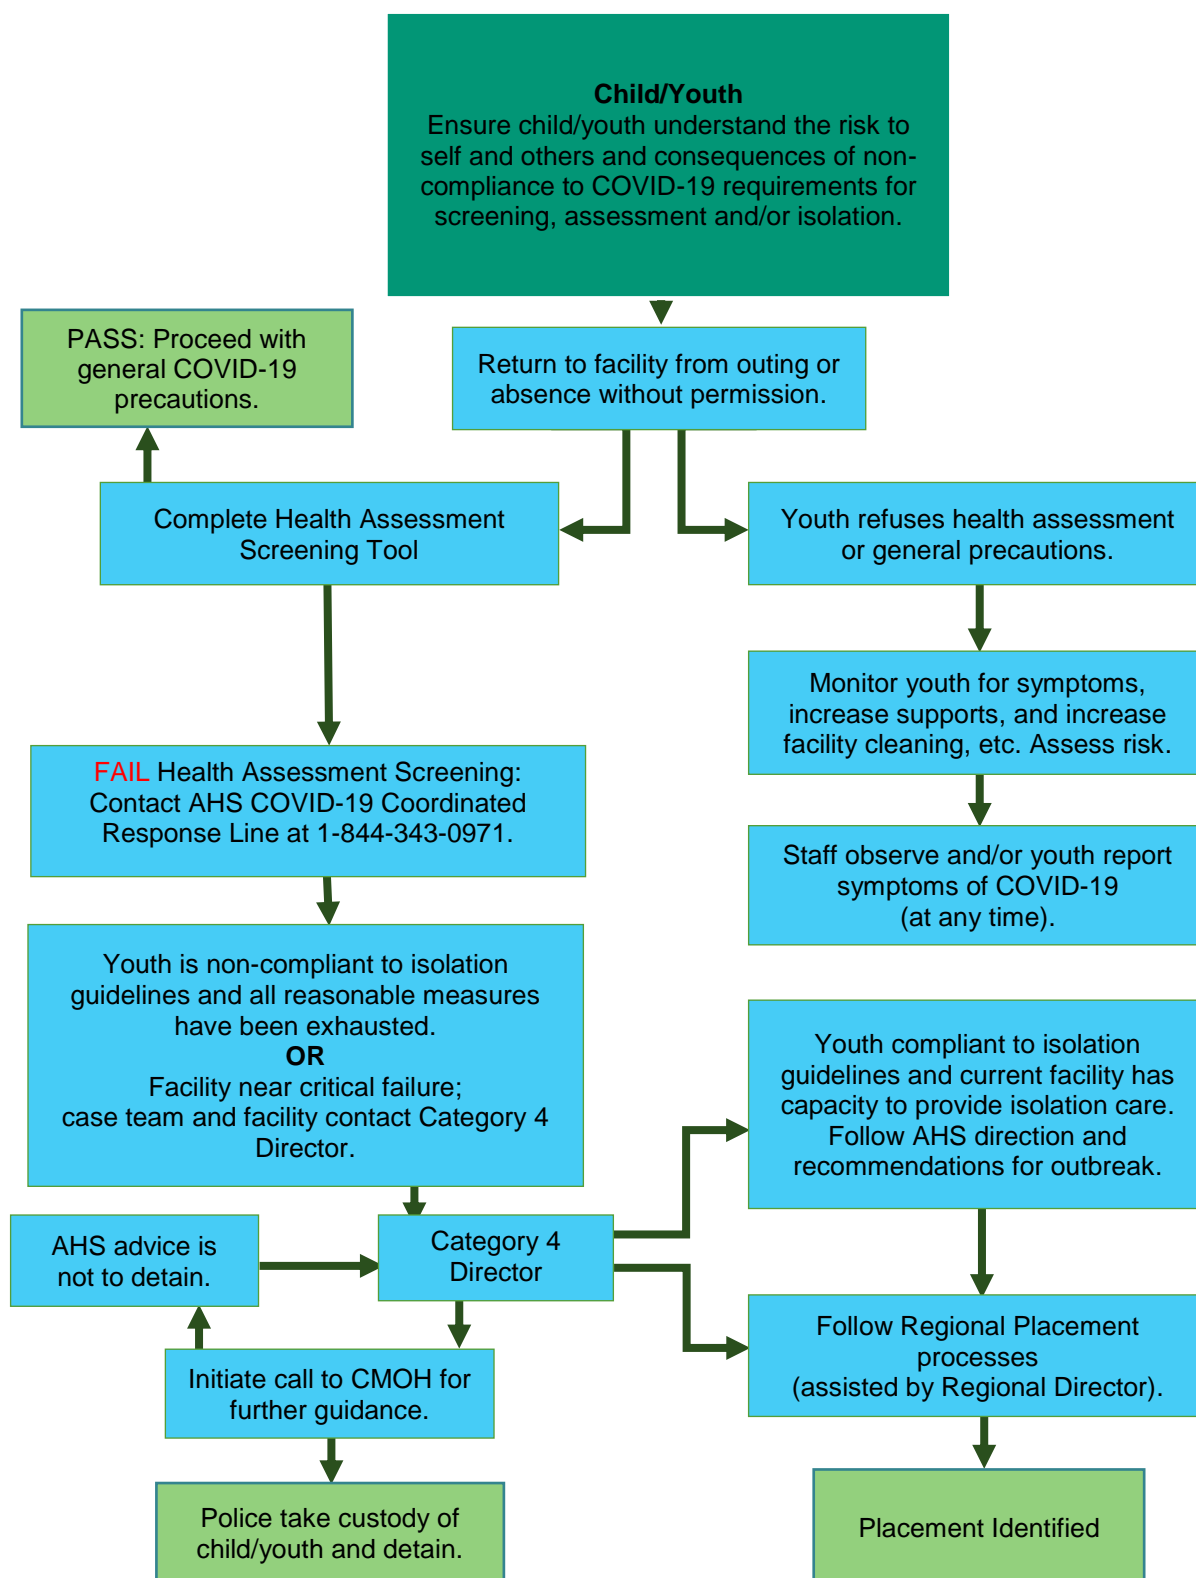 Child/Youth
Ensure child/youth understand the risk to
self and others and consequences of non-
compliance to COVID-19 requirements for
screening, assessment and/or isolation.
PASS: Proceed with
general COVID-19
precautions.
Return to facility from outing or
absence without permission.
Complete Health Assessment
Screening Tool
Youth refuses health assessment
or general precautions.
Monitor youth for symptoms,
increase supports, and increase
facility cleaning, etc. Assess risk.
FAIL Health Assessment Screening:
Contact AHS COVID-19 Coordinated
Response Line at 1-844-343-0971.
Staff observe and/or youth report
symptoms of COVID-19
(at any time).
Youth is non-compliant to isolation
guidelines and all reasonable measures
have been exhausted.
OR
Facility near critical failure;
case team and facility contact Category 4
Director.
Youth compliant to isolation
guidelines and current facility has
capacity to provide isolation care.
Follow AHS direction and
recommendations for outbreak.
AHS advice is
not to detain.
Category 4
Director
Initiate call to CMOH for
further guidance.
Follow Regional Placement
processes
(assisted by Regional Director).
Police take custody of
child/youth and detain.
Placement Identified